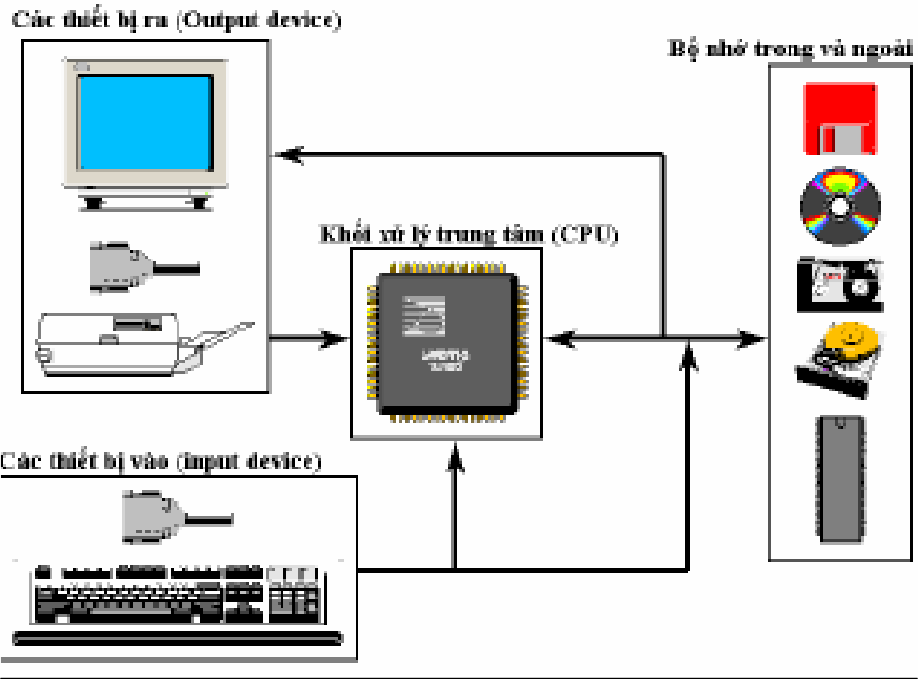 Các thiết bị ra (Output device)
Bộ nhớ trong và ngoài
Khối xử lý trung tâm (CPU)
Các thiết bị vào (input device)